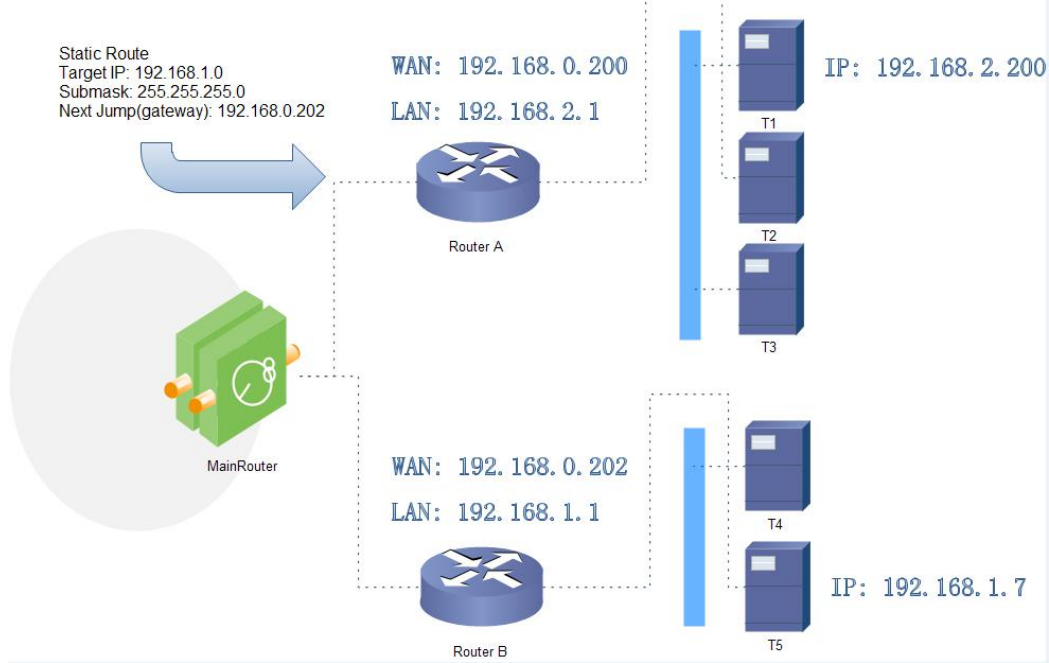 Static Route
Target IP: 192.168.1.0
Submask: 255.255.255.0
Next Jump(gateway): 192.168.0.202
WAN: 192.168.0.200
LAN: 192.168.2.1
Router A
IP: 192.168.2.200
T1
T2
T3
MainRouter
WAN: 192.168.0.202
LAN: 192.168.1.1
Router B
T4
IP: 192.168.1.7
T5